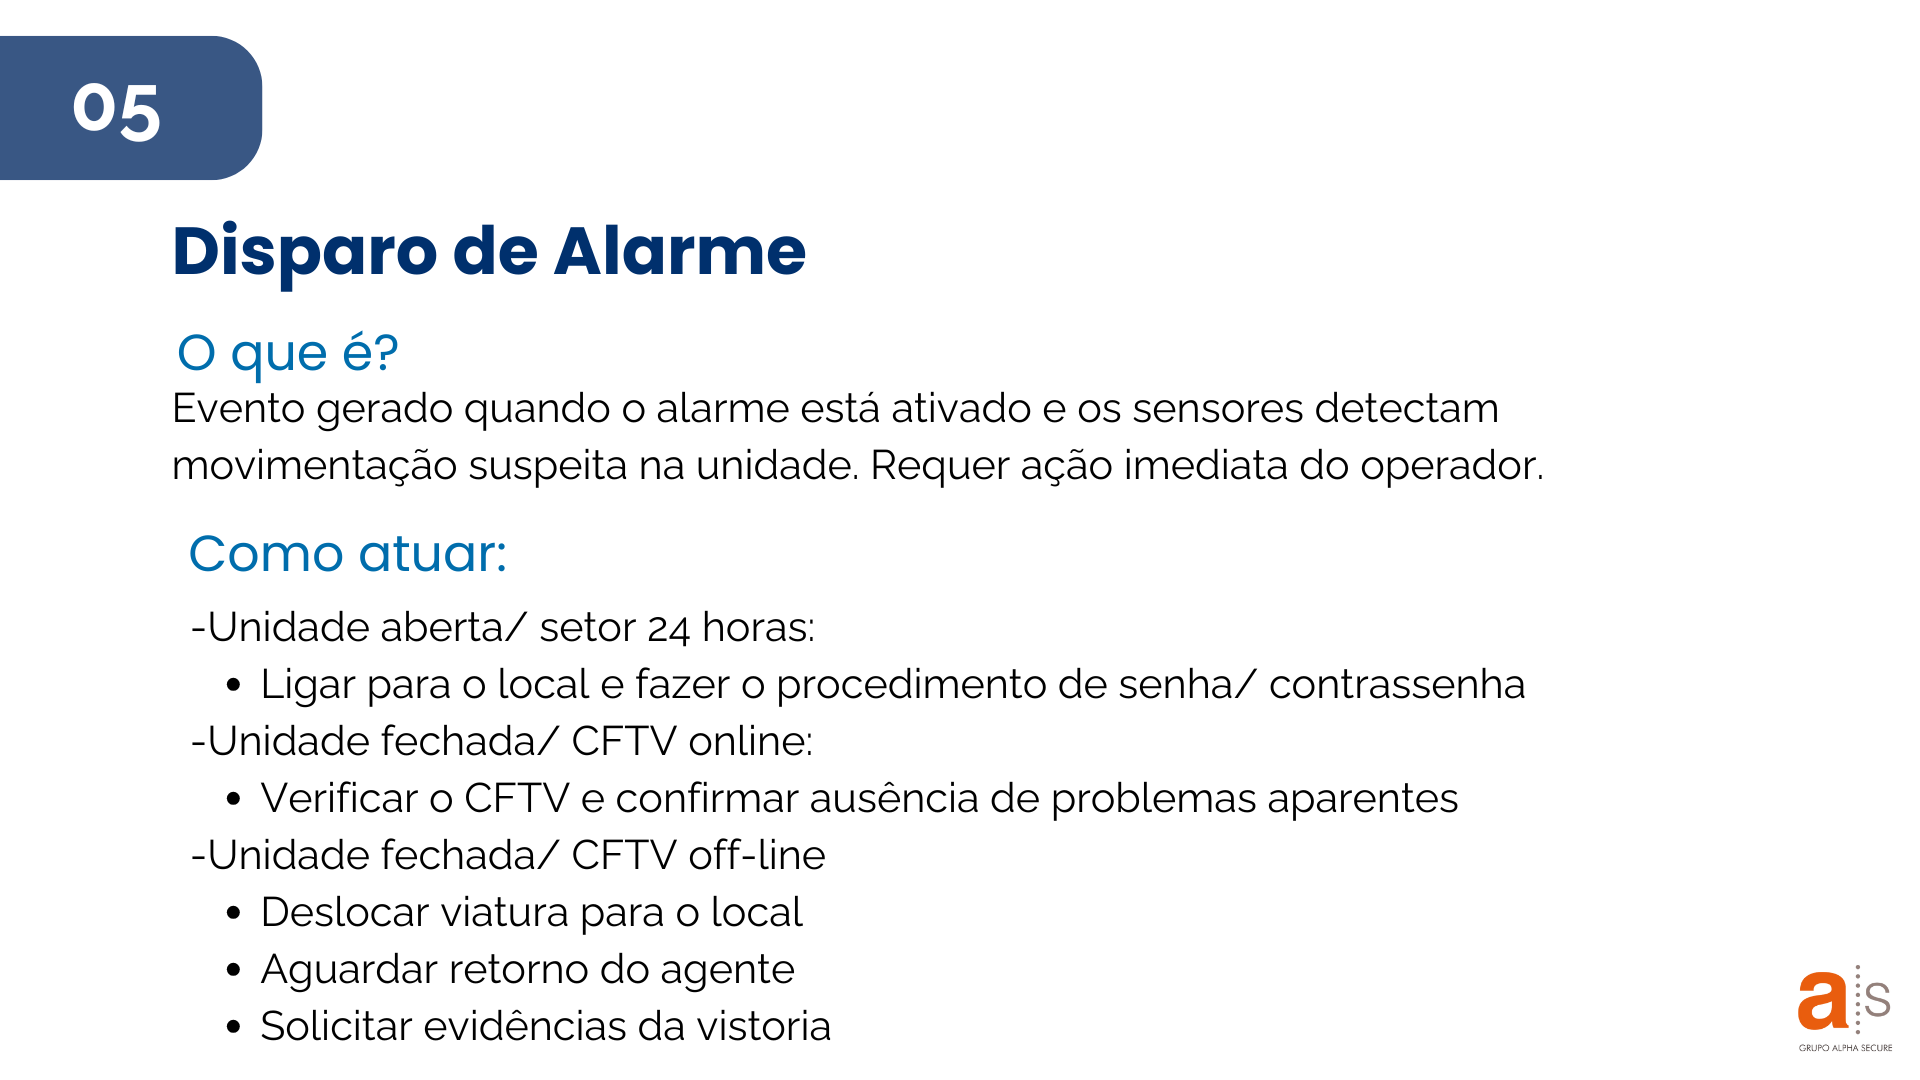 05
Disparo de Alarme
O que é?
Evento gerado quando o alarme está ativado e os sensores detectam
movimentação suspeita na unidade. Requer ação imediata do operador.
Como atuar:
-Unidade aberta/ setor 24 horas:
• Ligar para o local e fazer o procedimento de senha/ contrassenha
-Unidade fechada/ CFTV online:
• Verificar o CFTV e confirmar ausência de problemas aparentes
-Unidade fechada/ CFTV off-line
• Deslocar viatura para o local
• Aguardar retorno do agente
• Solicitar evidências da vistoria
a s
GRUPO ALPHA SECURE